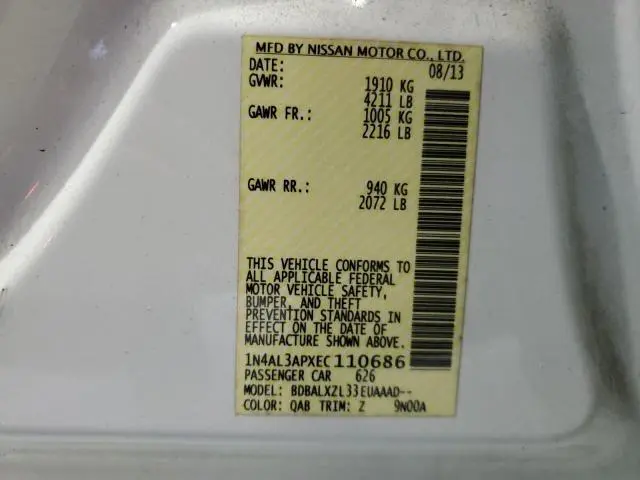 MFD BY NISSAN MOTOR CO., LTD.
DATE: 08/13
GVWR: 1910 KG
4211 LB
GAWR FR.: 1005 KG
2216 LB
GAWR RR.: 940 KG
2072 LB
THIS VEHICLE CONFORMS TO
ALL APPLICABLE FEDERAL
MOTOR VEHICLE SAFETY,
BUMPER, AND THEFT
PREVENTION STANDARDS IN
EFFECT ON THE DATE OF
MANUFACTURE SHOWN ABOVE.
1N4AL3APXEC110686
PASSENGER CAR 626
MODEL: BDBALXZL33EUAAAD--
COLOR: QAB TRIM: Z 9N00A